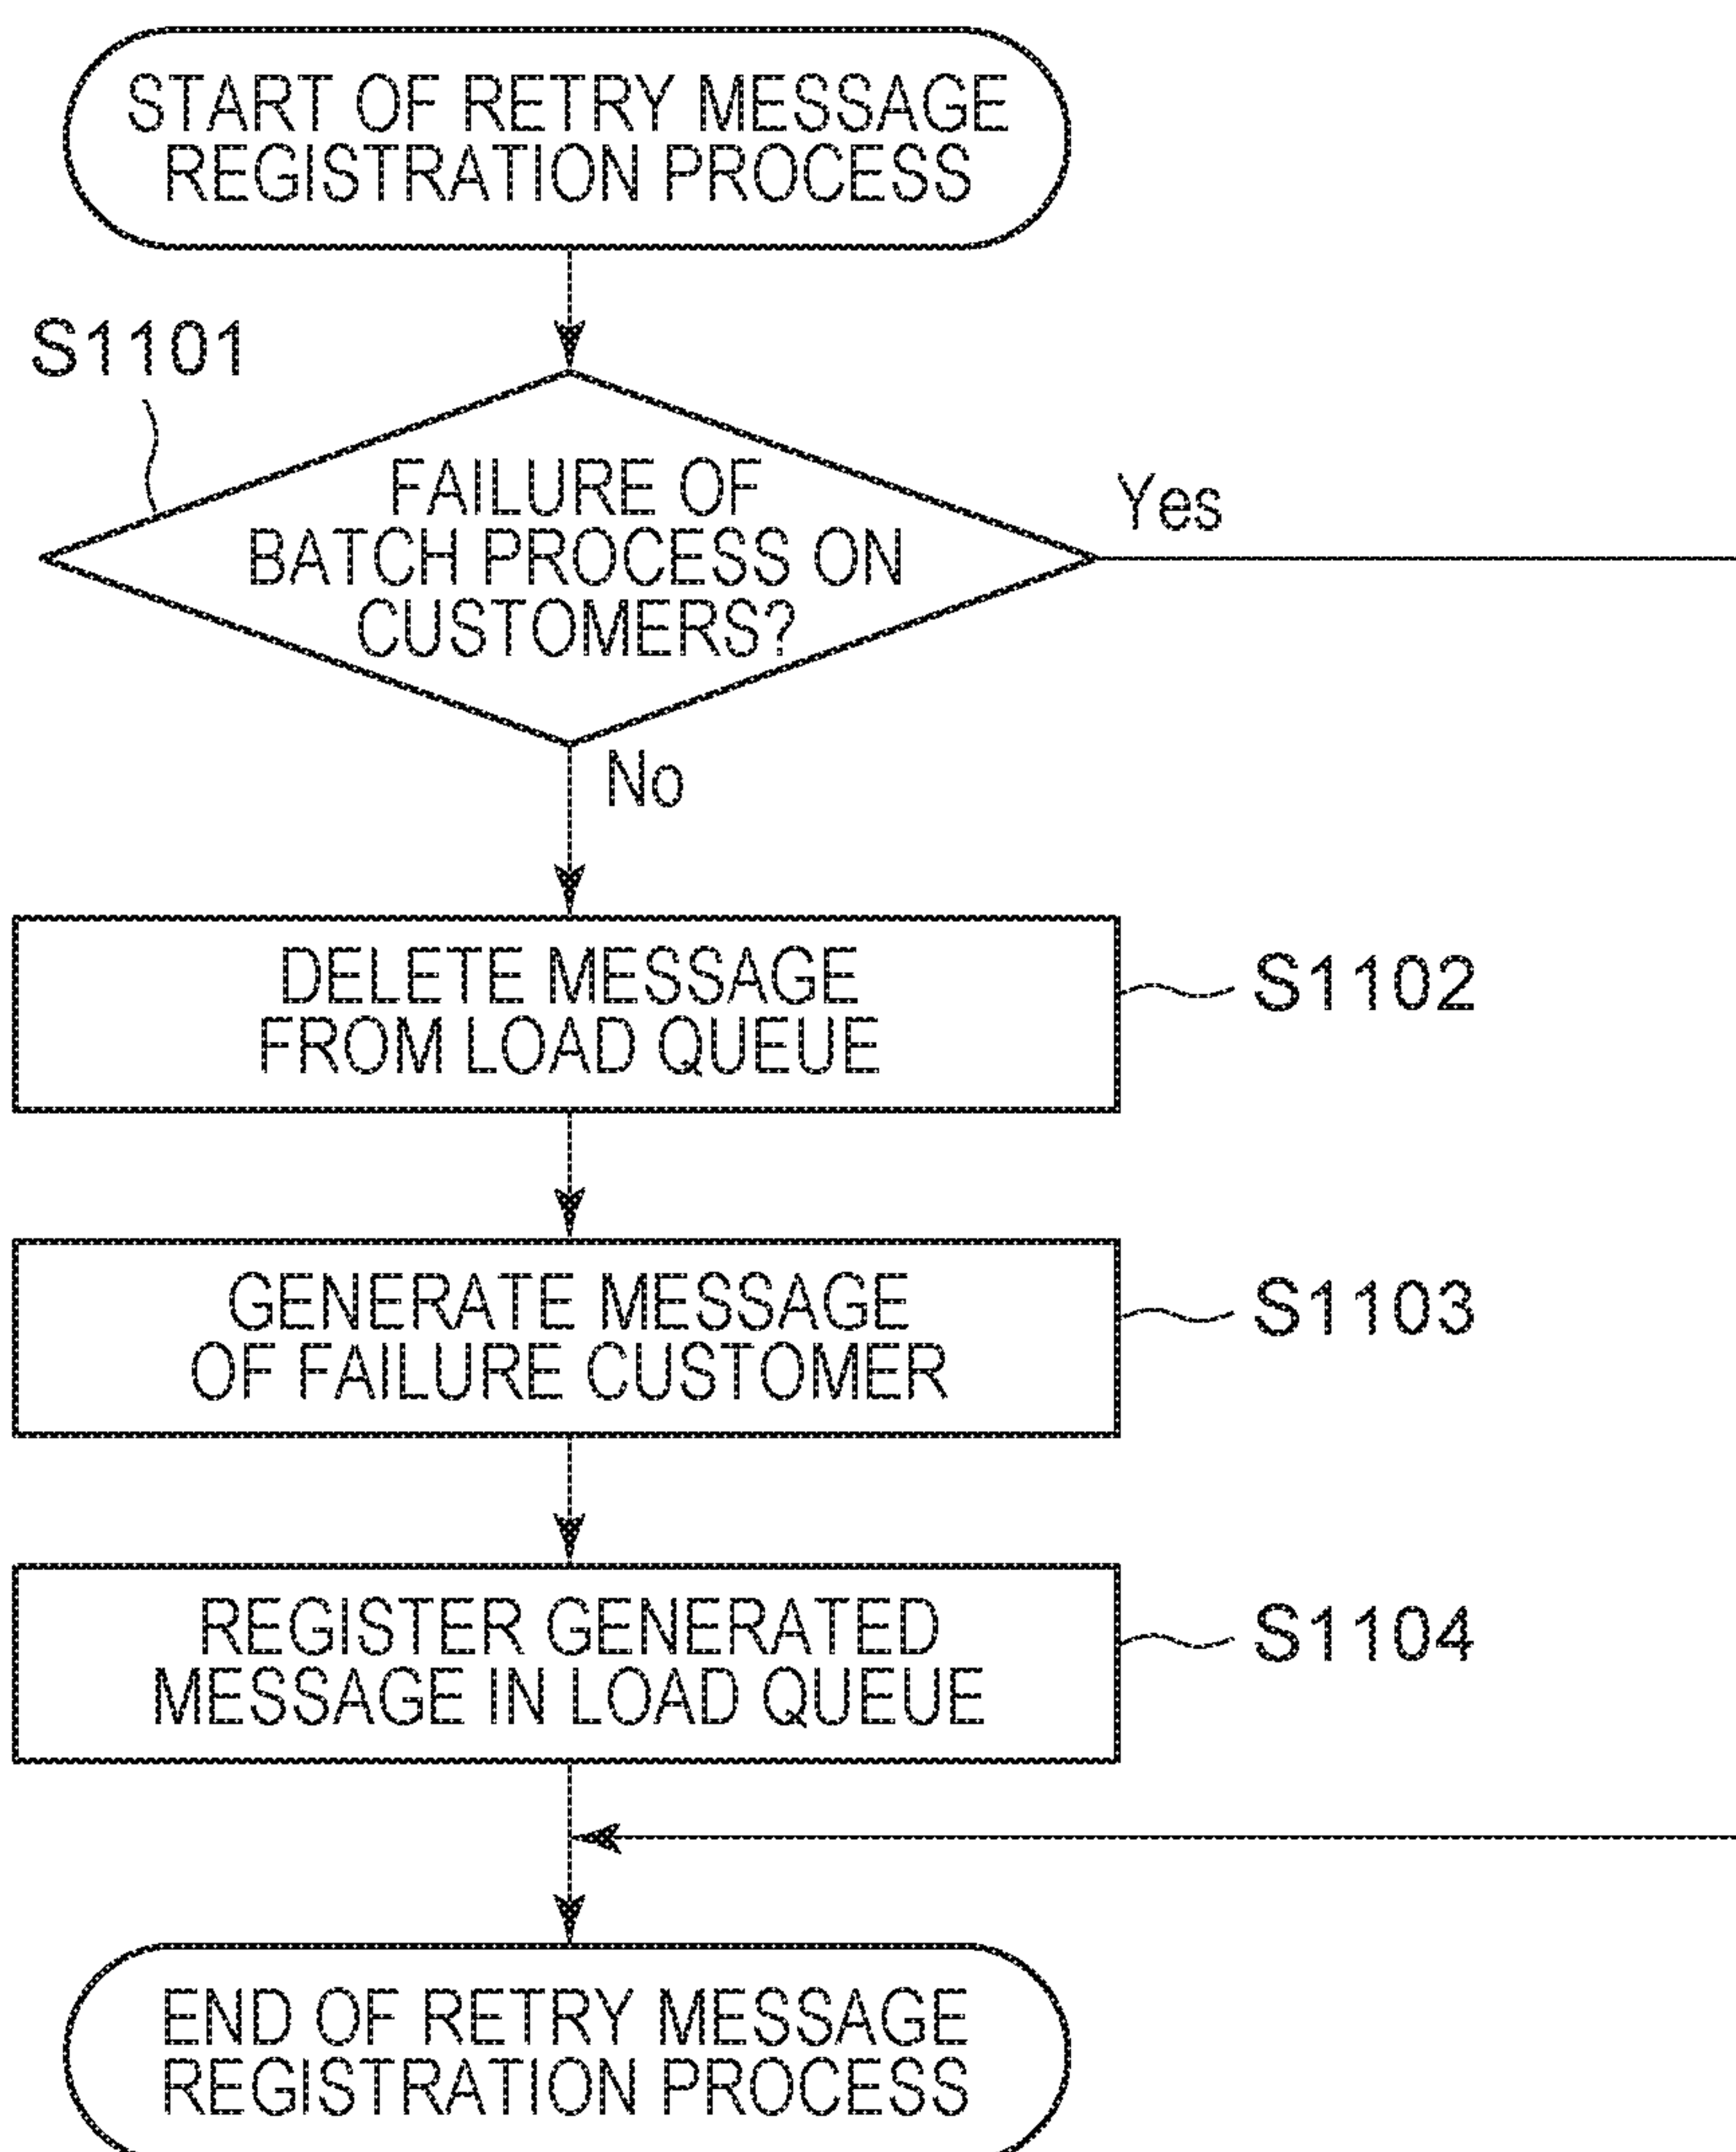 START OF RETRY MESSAGE
REGISTRATION PROCESS
S1101
FAILURE OF
BATCH PROCESS ON
CUSTOMERS?
Yes
No
DELETE MESSAGE
FROM LOAD QUEUE
S1102
GENERATE MESSAGE
OF FAILURE CUSTOMER
S1103
REGISTER GENERATED
MESSAGE IN LOAD QUEUE
S1104
END OF RETRY MESSAGE
REGISTRATION PROCESS